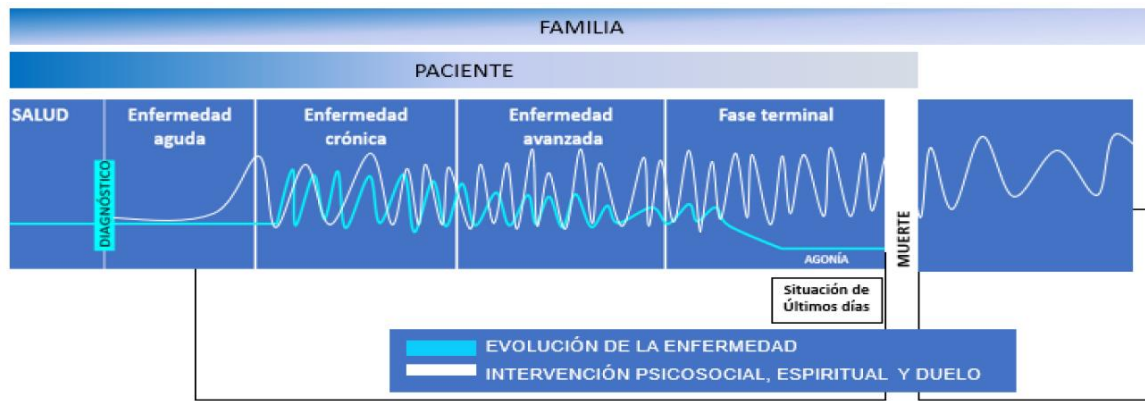 FAMILIA
PACIENTE
SALUD
Enfermedad
aguda
Enfermedad
crónica
Enfermedad
avanzada
Fase terminal
DIAGNÓSTICO
MUERTE
AGONÍA
Situación de
Últimos días
EVOLUCIÓN DE LA ENFERMEDAD
INTERVENCIÓN PSICOSOCIAL, ESPIRITUAL Y DUELO